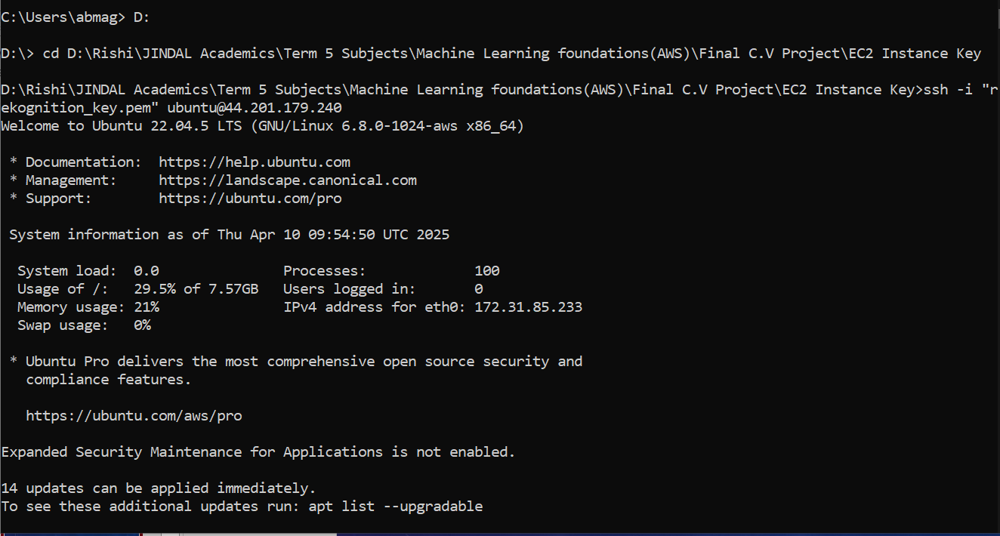 C:\Users\abmag> D:
D:\> cd D:\Rishi\JINDAL Academics\Term 5 Subjects\Machine Learning foundations(AWS)\Final C.V Project\EC2 Instance Key
D:\Rishi\JINDAL Academics\Term 5 Subjects\Machine Learning foundations(AWS)\Final C.V Project\EC2 Instance Key>ssh -i "r
ekognition_key.pem" ubuntu@44.201.179.240
Welcome to Ubuntu 22.04.5 LTS (GNU/Linux 6.8.0-1024-aws x86_64)
* Documentation:  https://help.ubuntu.com
* Management:     https://landscape.canonical.com
* Support:        https://ubuntu.com/pro
System information as of Thu Apr 10 09:54:50 UTC 2025
System load:  0.0               Processes:             100
Usage of /:   29.5% of 7.57GB   Users logged in:       0
Memory usage: 21%               IPv4 address for eth0: 172.31.85.233
Swap usage:   0%
* Ubuntu Pro delivers the most comprehensive open source security and
compliance features.
https://ubuntu.com/aws/pro
Expanded Security Maintenance for Applications is not enabled.
14 updates can be applied immediately.
To see these additional updates run: apt list --upgradable